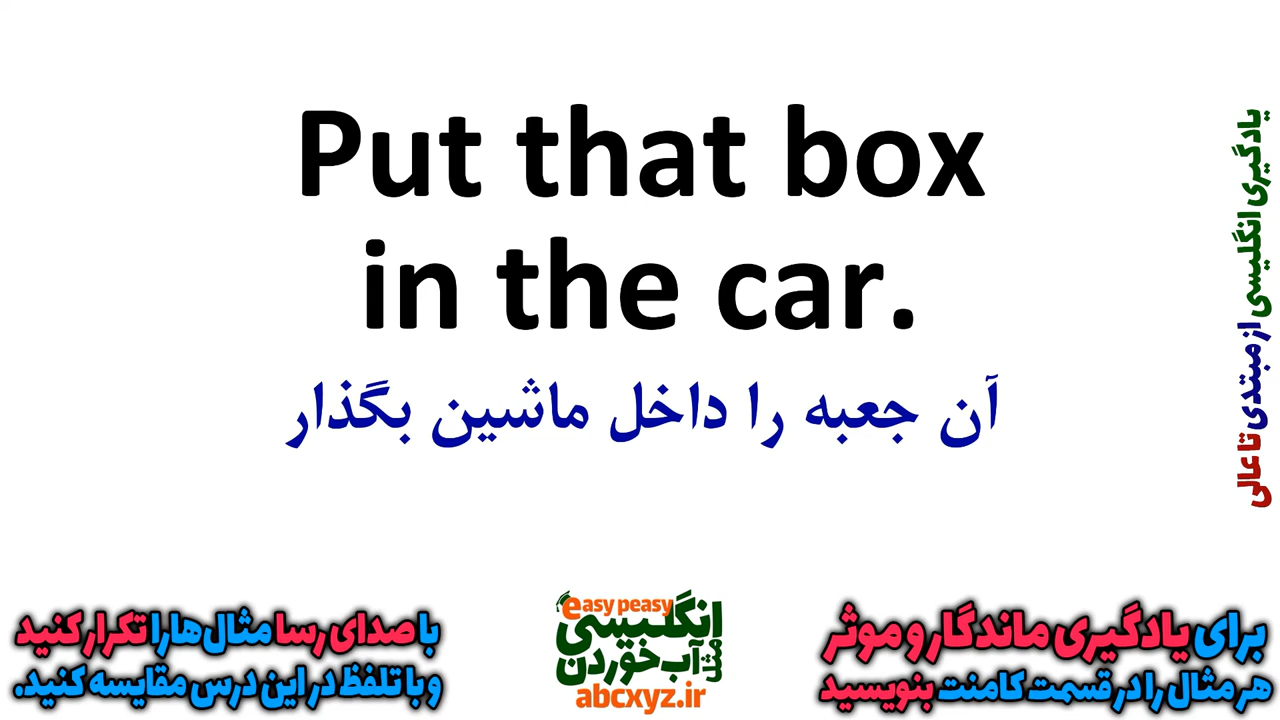 Put that box
in the car.
آن جعبه را داخل ماشین بگذار
یادگیری انگلیسی از مبتدی تا عالی
برای یادگیری ماندگار و موثر
هر مثال را در قسمت کامنت بنویسید
easy peasy
انگلیسی
مثل
آب خوردن
abcxyz.ir
با صدای رسا مثال‌ها را تکرار کنید
و با تلفظ در این درس مقایسه کنید.